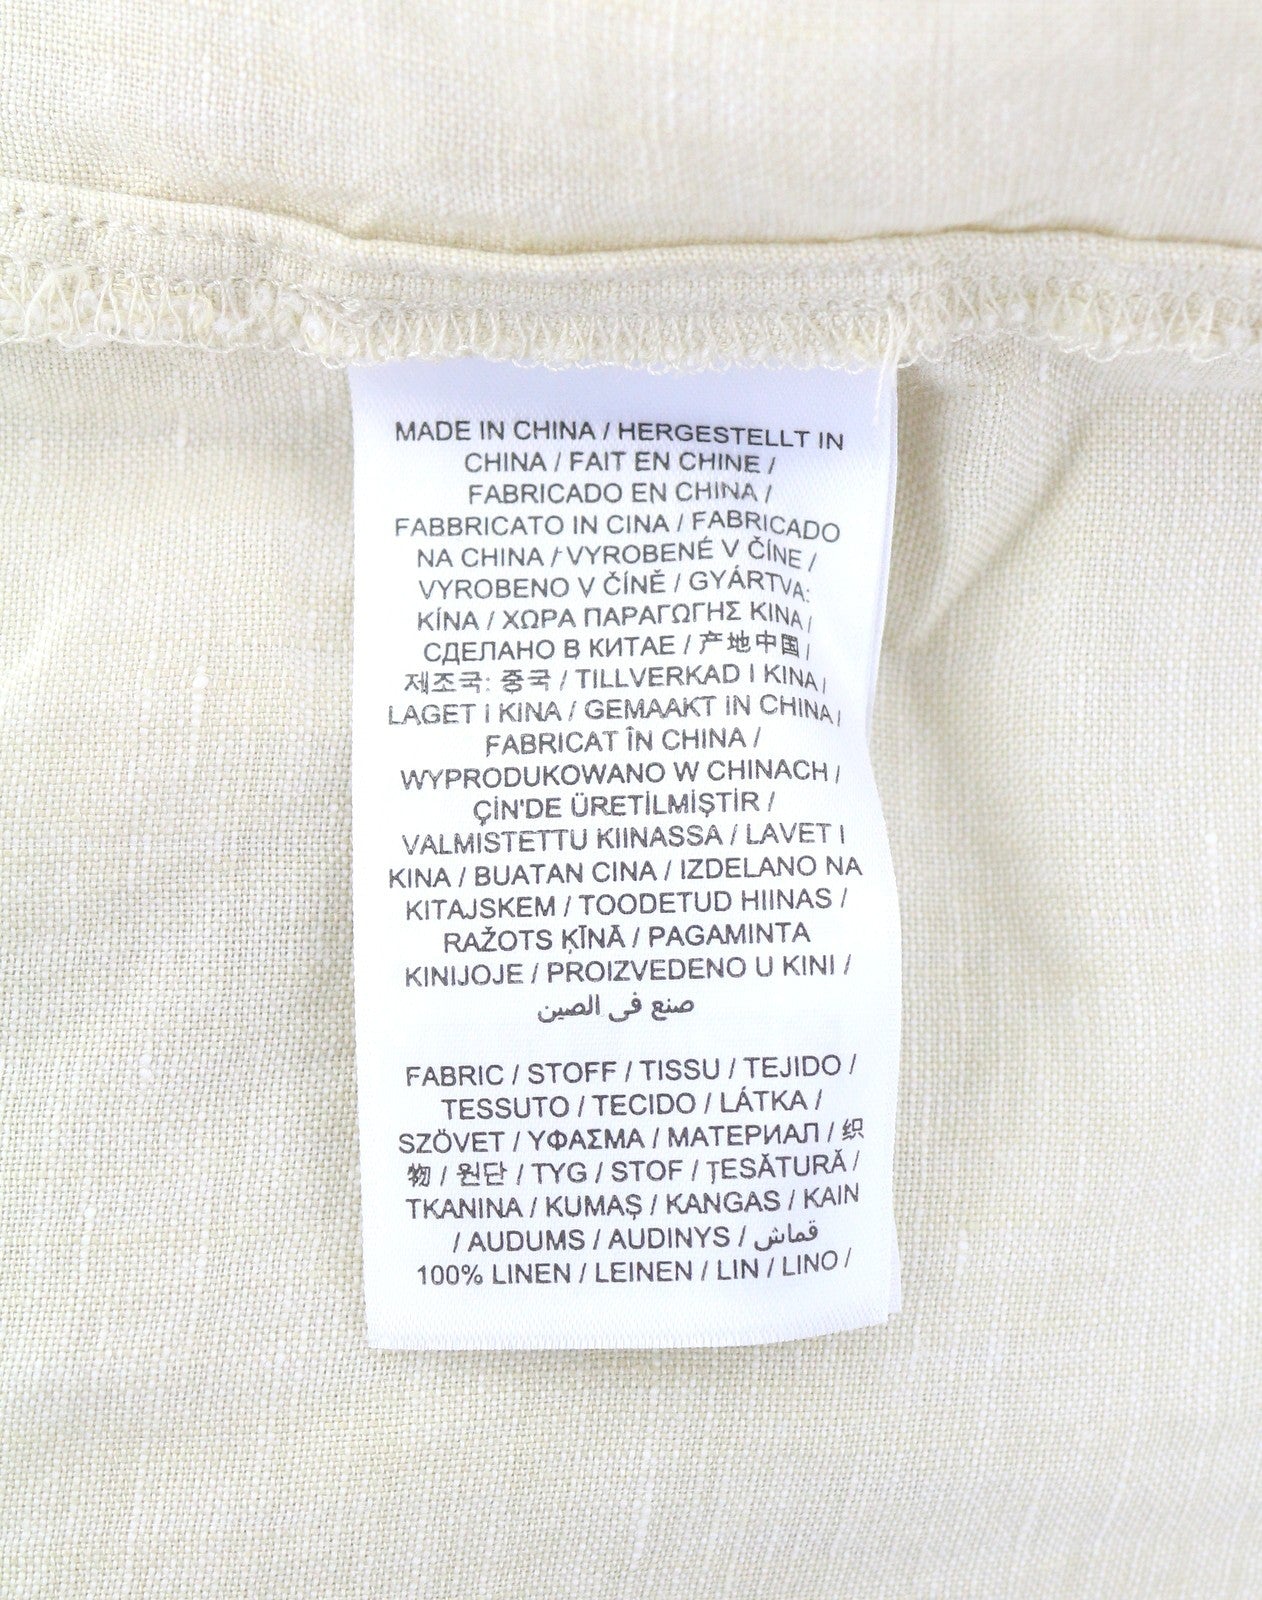 MADE IN CHINA / HERGESTELLT IN
CHINA / FAIT EN CHINE /
FABRICADO EN CHINA /
FABBRICATO IN CINA / FABRICADO
NA CHINA / VYROBENÉ V ČÍNE /
VYROBENO V ČÍNĚ / GYÁRTVA:
KÍNA / ΧΩΡΑ ΠΑΡΑΓΩΓΗΣ ΚΙΝΑ /
СДЕЛАНО В КИТАЕ / 产地中国 /
제조국: 중국 / TILLVERKAD I KINA /
LAGET I KINA / GEMAAKT IN CHINA /
FABRICAT ÎN CHINA /
WYPRODUKOWANO W CHINACH /
ÇİN'DE ÜRETİLMİŞTİR /
VALMISTETTU KIINASSA / LAVET I
KINA / BUATAN CINA / IZDELANO NA
KITAJSKEM / TOODETUD HIINAS /
RAŽOTS ĶĪNĀ / PAGAMINTA
KINIJOJE / PROIZVEDENO U KINI /
صنع فى الصين
FABRIC / STOFF / TISSU / TEJIDO /
TESSUTO / TECIDO / LÁTKA /
SZÖVET / ΥΦΑΣΜΑ / МАТЕРИАЛ / 织
物 / 원단 / TYG / STOF / ȚESĂTURĂ /
TKANINA / KUMAŞ / KANGAS / KAIN
/ AUDUMS / AUDINYS / قماش
100% LINEN / LEINEN / LIN / LINO /